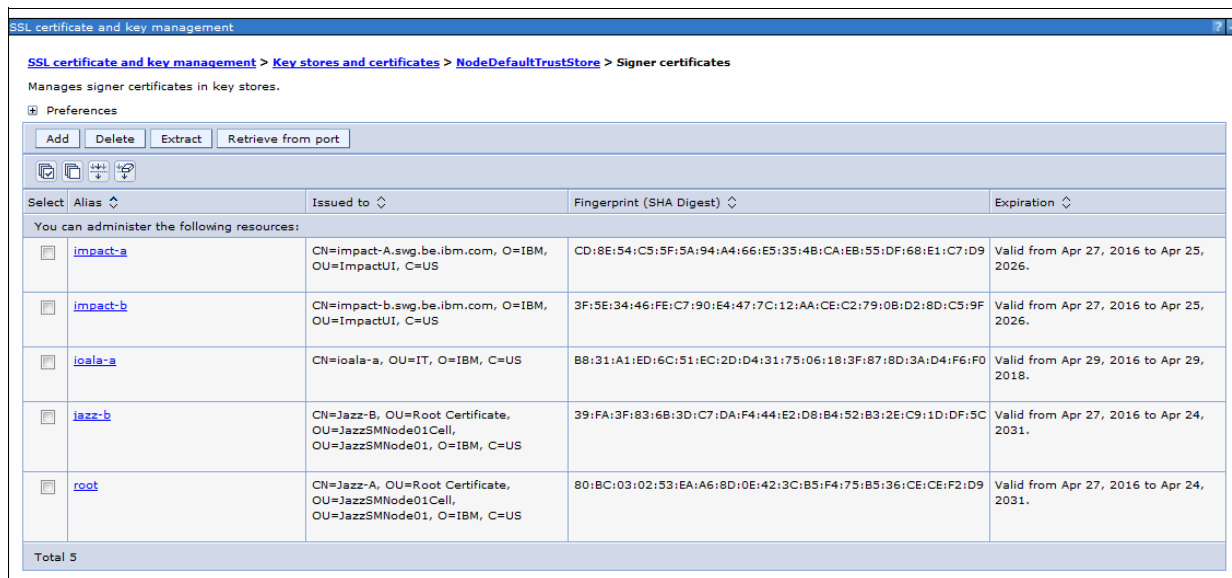 SSL certificate and key management
?
-
SSL certificate and key management > Key stores and certificates > NodeDefaultTrustStore > Signer certificates
Manages signer certificates in key stores.
Preferences
Add Delete Extract Retrieve from port
Select Alias Issued to Fingerprint (SHA Digest) Expiration
You can administer the following resources:
impact-a CN=impact-A.swg.be.ibm.com, O=IBM, CD:8E:54:C5:5F:5A:94:A4:66:E5:35:4B:CA:EB:55:DF:68:E1:C7:D9 Valid from Apr 27, 2016 to Apr 25,
OU=ImpactUI, C=US 2026.
impact-b CN=impact-b.swg.be.ibm.com, O=IBM, 3F:5E:34:46:FE:C7:90:E4:47:7C:12:AA:CE:C2:79:0B:D2:8D:C5:9F Valid from Apr 27, 2016 to Apr 25,
OU=ImpactUI, C=US 2026.
ioala-a CN=ioala-a, OU=IT, O=IBM, C=US B8:31:A1:ED:6C:51:EC:2D:D4:31:75:06:18:3F:87:8D:3A:D4:F6:F0 Valid from Apr 29, 2016 to Apr 29,
2018.
jazz-b CN=Jazz-B, OU=Root Certificate, 39:FA:3F:83:6B:3D:C7:DA:F4:44:E2:D8:B4:52:B3:2E:C9:1D:DF:5C Valid from Apr 27, 2016 to Apr 24,
OU=JazzSMNode01Cell, 2031.
OU=JazzSMNode01, O=IBM, C=US
root CN=Jazz-A, OU=Root Certificate, 80:BC:03:02:53:EA:A6:8D:0E:42:3C:B5:F4:75:B5:36:CE:CE:F2:D9 Valid from Apr 27, 2016 to Apr 24,
OU=JazzSMNode01Cell, 2031.
OU=JazzSMNode01, O=IBM, C=US
Total 5